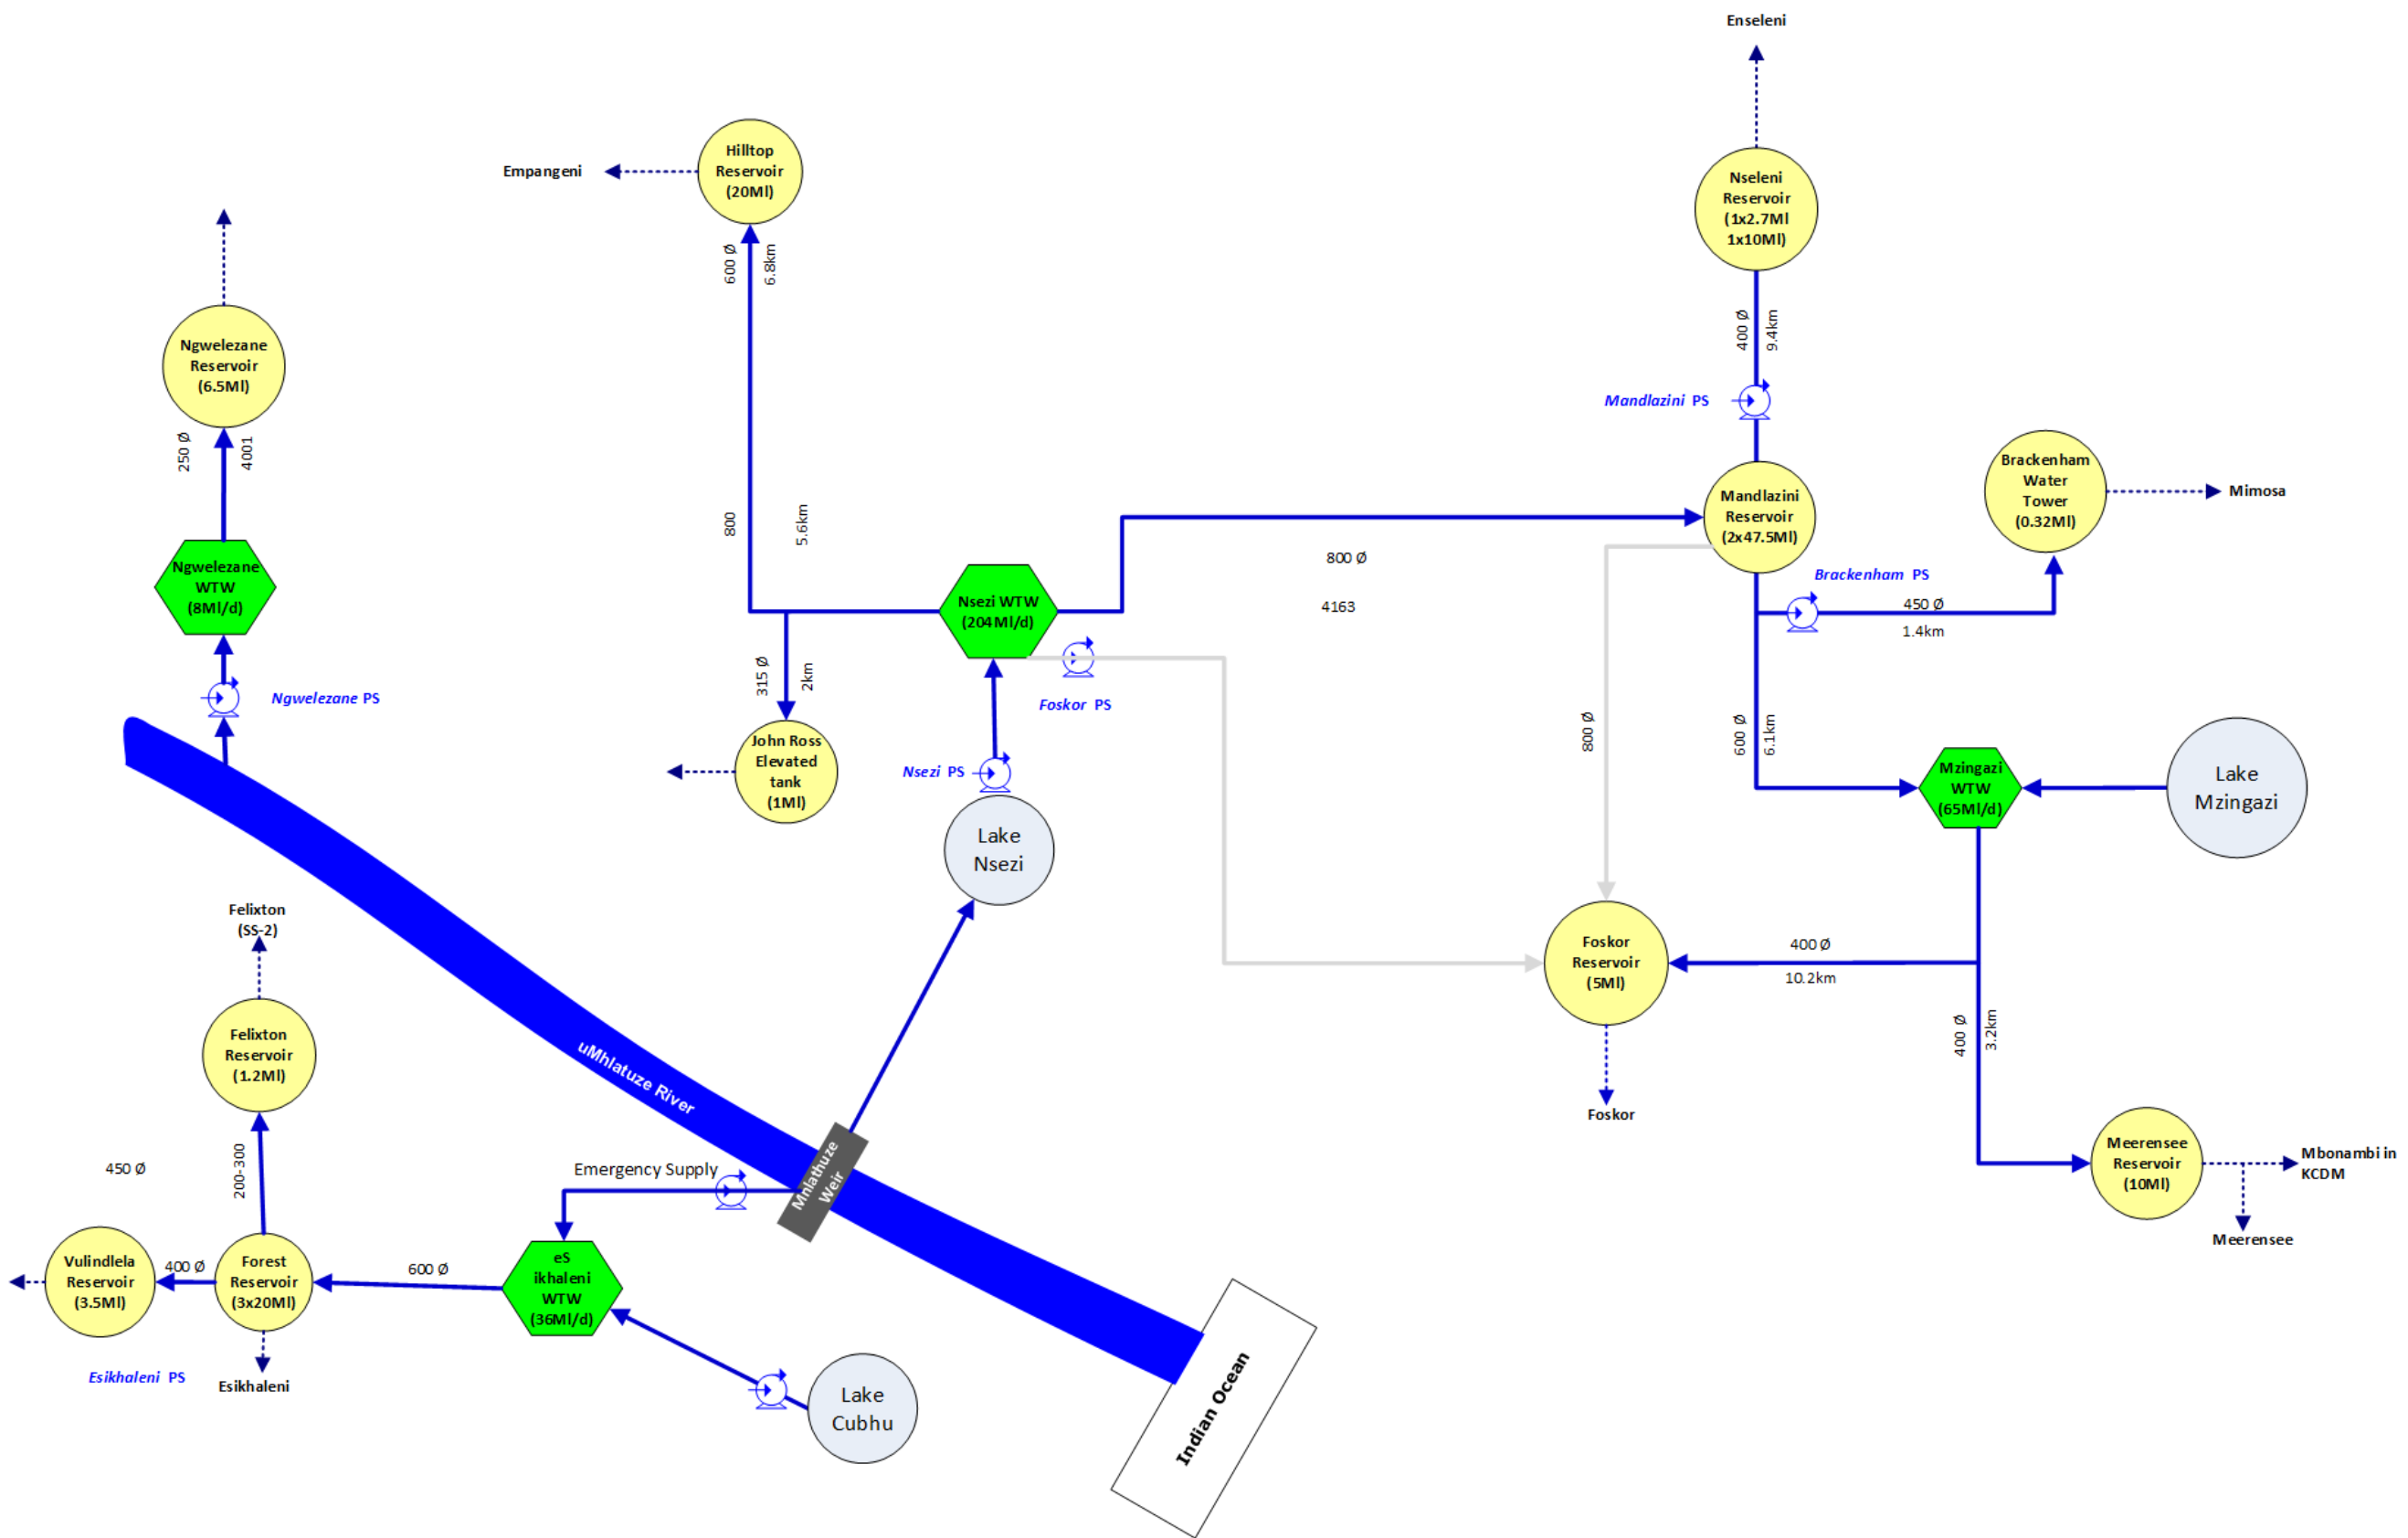 Enseleni
Hilltop
Reservoir
(20Ml)
Empangeni
Nseleni
Reservoir
(1x2.7Ml
1x10Ml)
600 Ø
6.8km
400 Ø
9.4km
Ngwelezane
Reservoir
(6.5Ml)
Mandlazini PS
250 Ø
4001
Brackenham
Water
Tower
(0.32Ml)
Mimosa
Mandlazini
Reservoir
(2x47.5Ml)
800
5.6km
800 Ø
4163
Ngwelezane
WTW
(8Ml/d)
Nsezi WTW
(204Ml/d)
Brackenham PS
450 Ø
1.4km
315 Ø
2km
Ngwelezane PS
Foskor PS
800 Ø
600 Ø
6.1km
John Ross
Elevated
tank
(1Ml)
Nsezi PS
Mzingazi
WTW
(65Ml/d)
Lake
Mzingazi
Lake
Nsezi
Felixton
(SS-2)
Foskor
Reservoir
(5Ml)
400 Ø
10.2km
Felixton
Reservoir
(1.2Ml)
400 Ø
3.2km
uMhlatuze River
Foskor
450 Ø
200-300
Emergency Supply
Mnlathuze
Weir
Meerensee
Reservoir
(10Ml)
Mbonambi in
KCDM
Meerensee
Vulindlela
Reservoir
(3.5Ml)
400 Ø
Forest
Reservoir
(3x20Ml)
600 Ø
eS
ikhaleni
WTW
(36Ml/d)
Esikhaleni PS
Esikhaleni
Lake
Cubhu
Indian Ocean